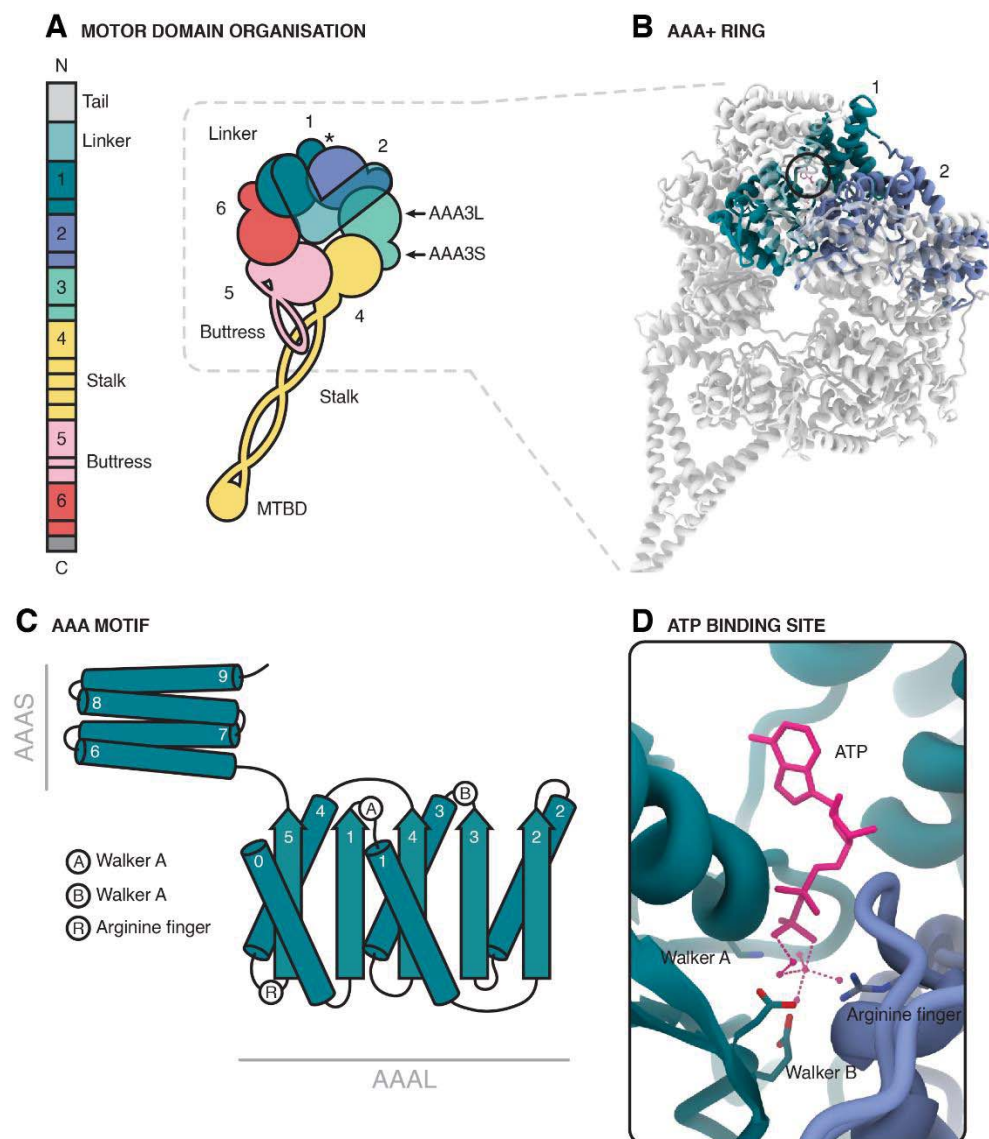 A MOTOR DOMAIN ORGANISATION
N
Tail
Linker
1
2
3
4
Stalk
5
Buttress
6
C
Linker
1
*
2
6
AAA3L
AAA3S
5
4
Buttress
Stalk
MTBD
B AAA+ RING
1
2
C AAA MOTIF
AAAS
9
8
7
6
A Walker A
B Walker A
R Arginine finger
0
5
4
1
A
1
4
3
B
3
2
2
R
AAAL
D ATP BINDING SITE
ATP
Walker A
Arginine finger
Walker B